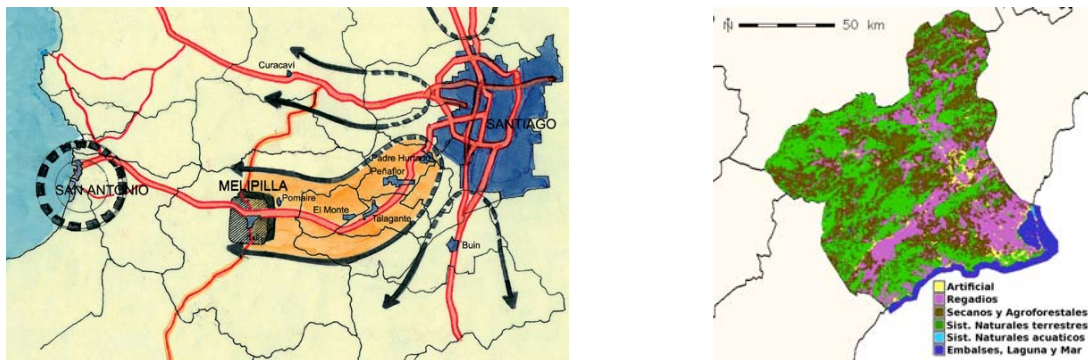 Curacaví
SANTIAGO
SAN ANTONIO
MELIPILLA
Padre Hurtado
Peñaflor
Pomaire
El Monte
Talagante
Buin
N
50 km
Artificial
Regadios
Secanos y Agroforestales
Sist. Naturales terrestres
Sist. Naturales acuaticos
Embalses, Laguna y Mar